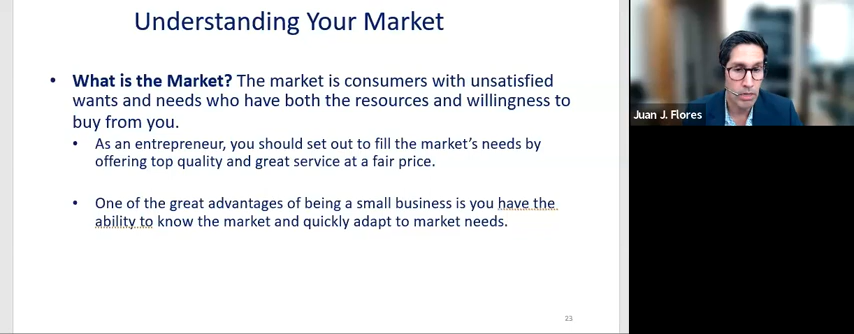 Understanding Your Market
• What is the Market? The market is consumers with unsatisfied
wants and needs who have both the resources and willingness to
buy from you.
• As an entrepreneur, you should set out to fill the market's needs by
offering top quality and great service at a fair price.
• One of the great advantages of being a small business is you have the
ability to know the market and quickly adapt to market needs.
23
Juan J. Flores